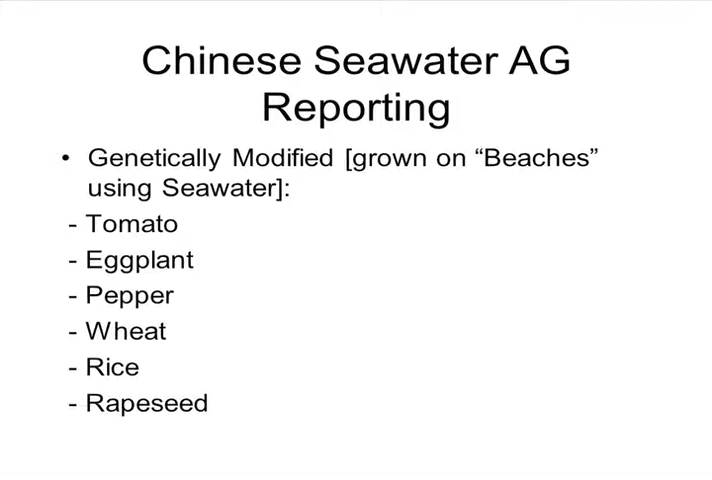 Chinese Seawater AG
Reporting
• Genetically Modified [grown on “Beaches”
using Seawater]:
- Tomato
- Eggplant
- Pepper
- Wheat
- Rice
- Rapeseed